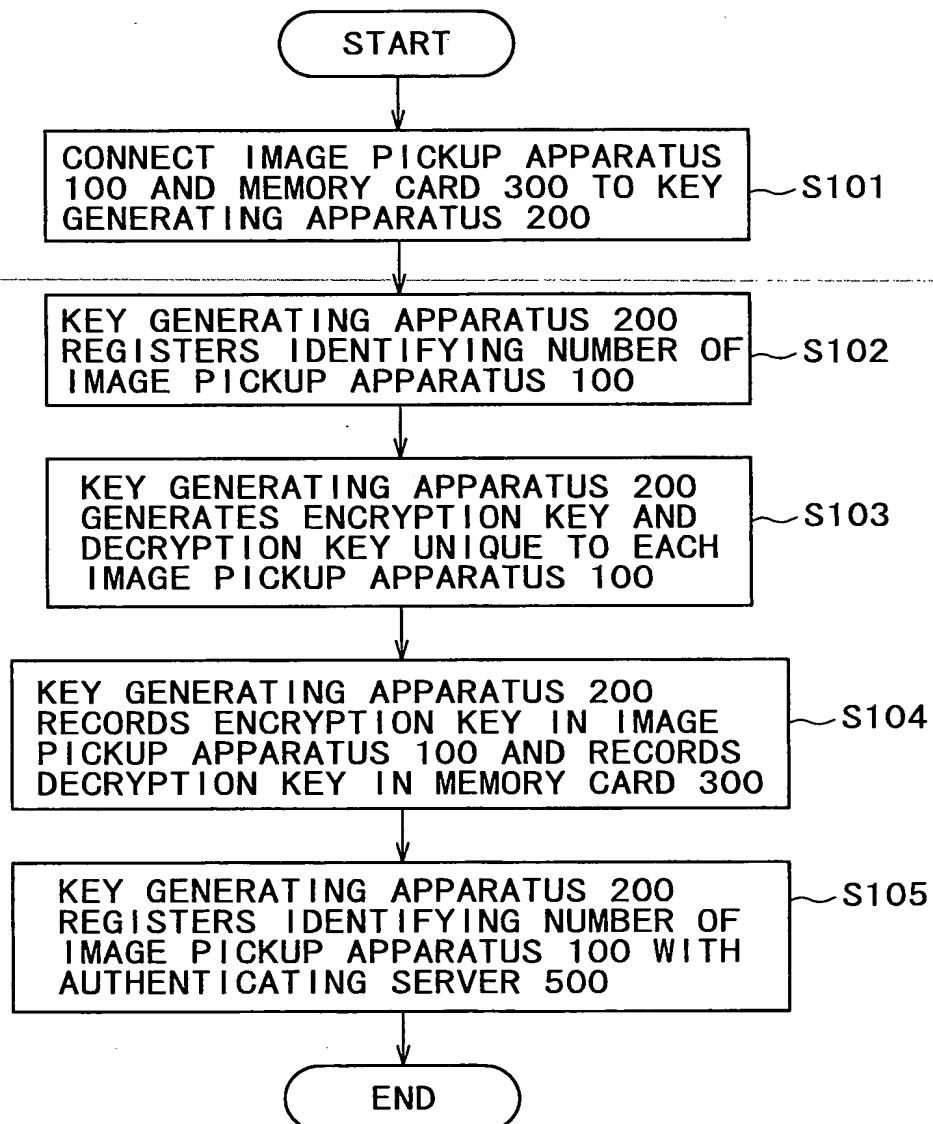 START
CONNECT IMAGE PICKUP APPARATUS
100 AND MEMORY CARD 300 TO KEY
GENERATING APPARATUS 200
S101
KEY GENERATING APPARATUS 200
REGISTERS IDENTIFYING NUMBER OF
IMAGE PICKUP APPARATUS 100
S102
KEY GENERATING APPARATUS 200
GENERATES ENCRYPTION KEY AND
DECRYPTION KEY UNIQUE TO EACH
IMAGE PICKUP APPARATUS 100
S103
KEY GENERATING APPARATUS 200
RECORDS ENCRYPTION KEY IN IMAGE
PICKUP APPARATUS 100 AND RECORDS
DECRYPTION KEY IN MEMORY CARD 300
S104
KEY GENERATING APPARATUS 200
REGISTERS IDENTIFYING NUMBER OF
IMAGE PICKUP APPARATUS 100 WITH
AUTHENTICATING SERVER 500
S105
END